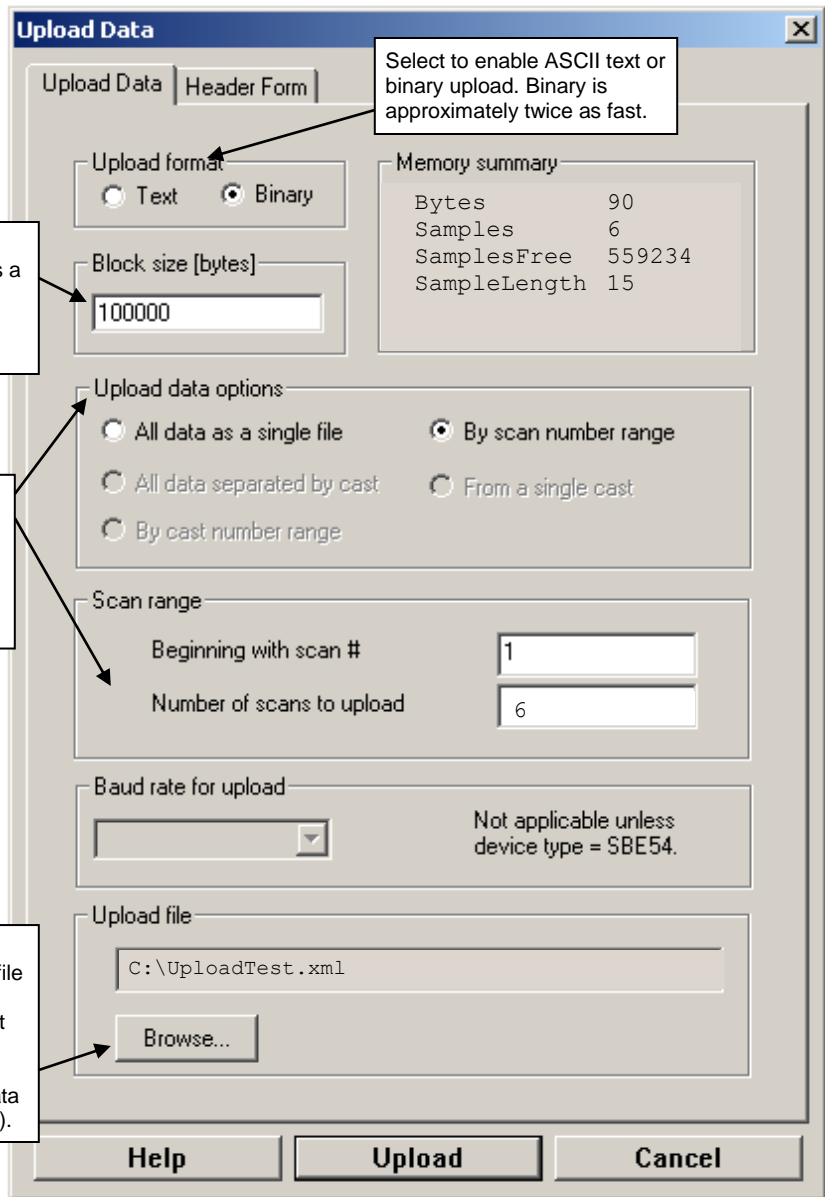 Upload Data
Select to enable ASCII text or
binary upload. Binary is
approximately twice as fast.
Upload Data Header Form
Upload format
Text Binary
Memory summary
Bytes 90
Samples 6
SamplesFree 559234
SampleLength 15
s a
Block size [bytes]
100000
Upload data options
All data as a single file By scan number range
All data separated by cast From a single cast
By cast number range
Scan range
Beginning with scan # 1
Number of scans to upload 6
Baud rate for upload
Not applicable unless
device type = SBE54.
Upload file
file
C:\UploadTest.xml
t
Browse...
ata
).
Help Upload Cancel